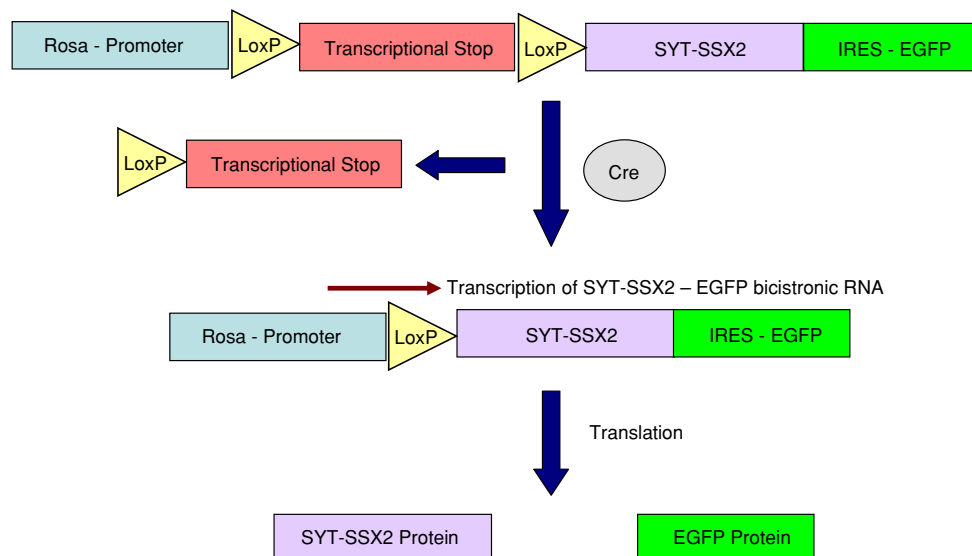 Rosa - Promoter LoxP Transcriptional Stop LoxP SYT-SSX2 IRES - EGFP
LoxP Transcriptional Stop Cre
Transcription of SYT-SSX2 – EGFP bicistronic RNA
Rosa - Promoter LoxP SYT-SSX2 IRES - EGFP
Translation
SYT-SSX2 Protein EGFP Protein